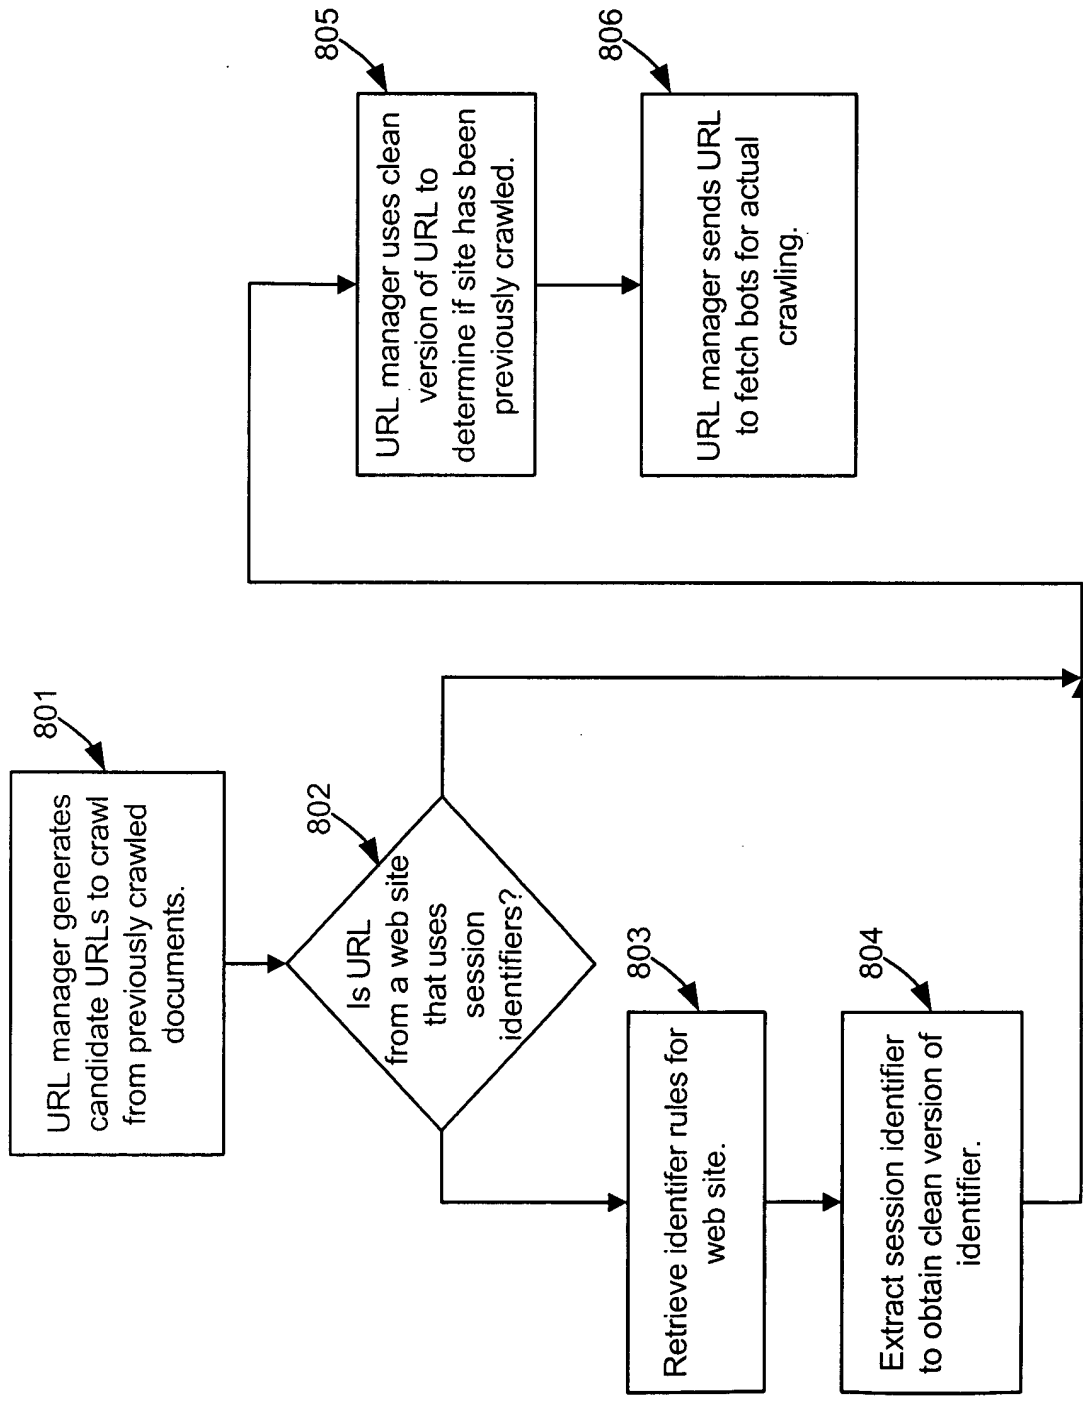 801
URL manager generates
candidate URLs to crawl
from previously crawled
documents.
802
Is URL
from a web site
that uses
session
identifiers?
803
Retrieve identifer rules for
web site.
804
Extract session identifier
to obtain clean version of
identifier.
805
URL manager uses clean
version of URL to
determine if site has been
previously crawled.
806
URL manager sends URL
to fetch bots for actual
crawling.